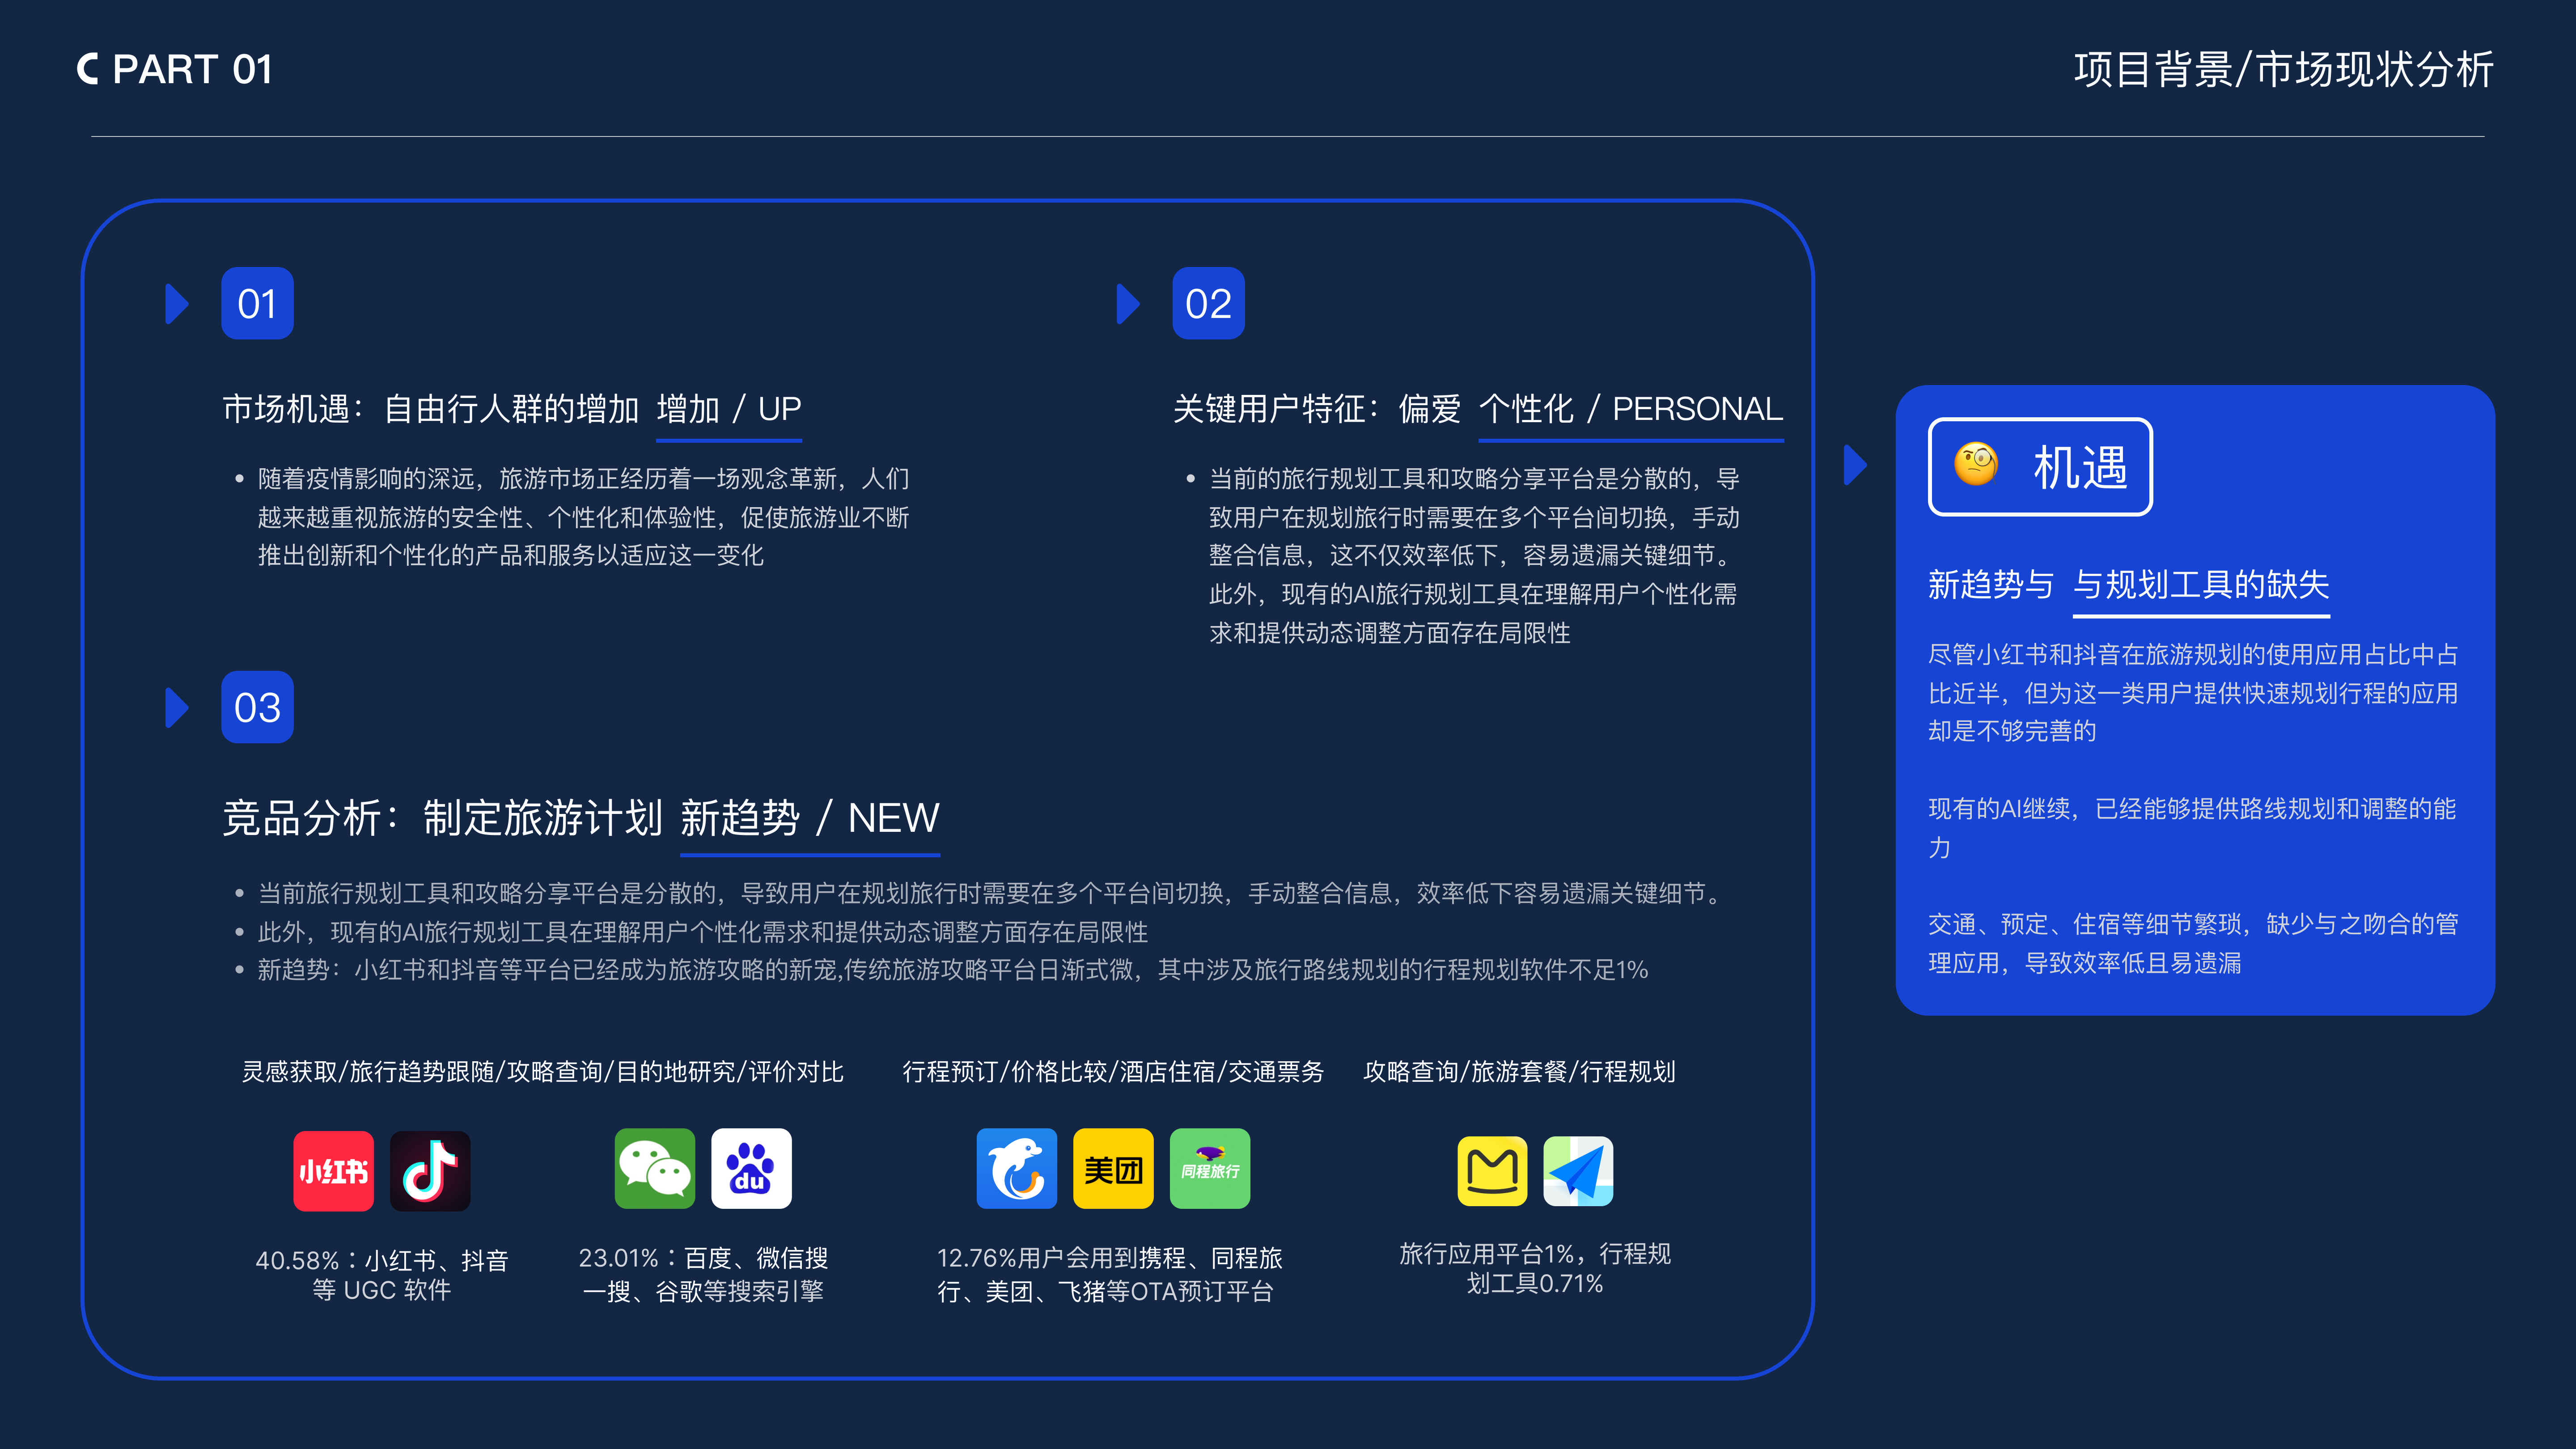 PART 01
项目背景/市场现状分析
01
市场机遇：自由行人群的增加 增加 / UP
随着疫情影响的深远，旅游市场正经历着一场观念革新，人们
越来越重视旅游的安全性、个性化和体验性，促使旅游业不断
推出创新和个性化的产品和服务以适应这一变化
02
关键用户特征：偏爱 个性化 / PERSONAL
当前的旅行规划工具和攻略分享平台是分散的，导
致用户在规划旅行时需要在多个平台间切换，手动
整合信息，这不仅效率低下，容易遗漏关键细节。
此外，现有的AI旅行规划工具在理解用户个性化需
求和提供动态调整方面存在局限性
03
竞品分析：制定旅游计划 新趋势 / NEW
当前旅行规划工具和攻略分享平台是分散的，导致用户在规划旅行时需要在多个平台间切换，手动整合信息，效率低下容易遗漏关键细节。
此外，现有的AI旅行规划工具在理解用户个性化需求和提供动态调整方面存在局限性
新趋势：小红书和抖音等平台已经成为旅游攻略的新宠,传统旅游攻略平台日渐式微，其中涉及旅行路线规划的行程规划软件不足1%
灵感获取/旅行趋势跟随/攻略查询/目的地研究/评价对比
行程预订/价格比较/酒店住宿/交通票务
攻略查询/旅游套餐/行程规划
小红书
du
美团
同程旅行
40.58%：小红书、抖音
等 UGC 软件
23.01%：百度、微信搜
一搜、谷歌等搜索引擎
12.76%用户会用到携程、同程旅
行、美团、飞猪等OTA预订平台
旅行应用平台1%，行程规
划工具0.71%
机遇
新趋势与 与规划工具的缺失
尽管小红书和抖音在旅游规划的使用应用占比中占
比近半，但为这一类用户提供快速规划行程的应用
却是不够完善的
现有的AI继续，已经能够提供路线规划和调整的能
力
交通、预定、住宿等细节繁琐，缺少与之吻合的管
理应用，导致效率低且易遗漏